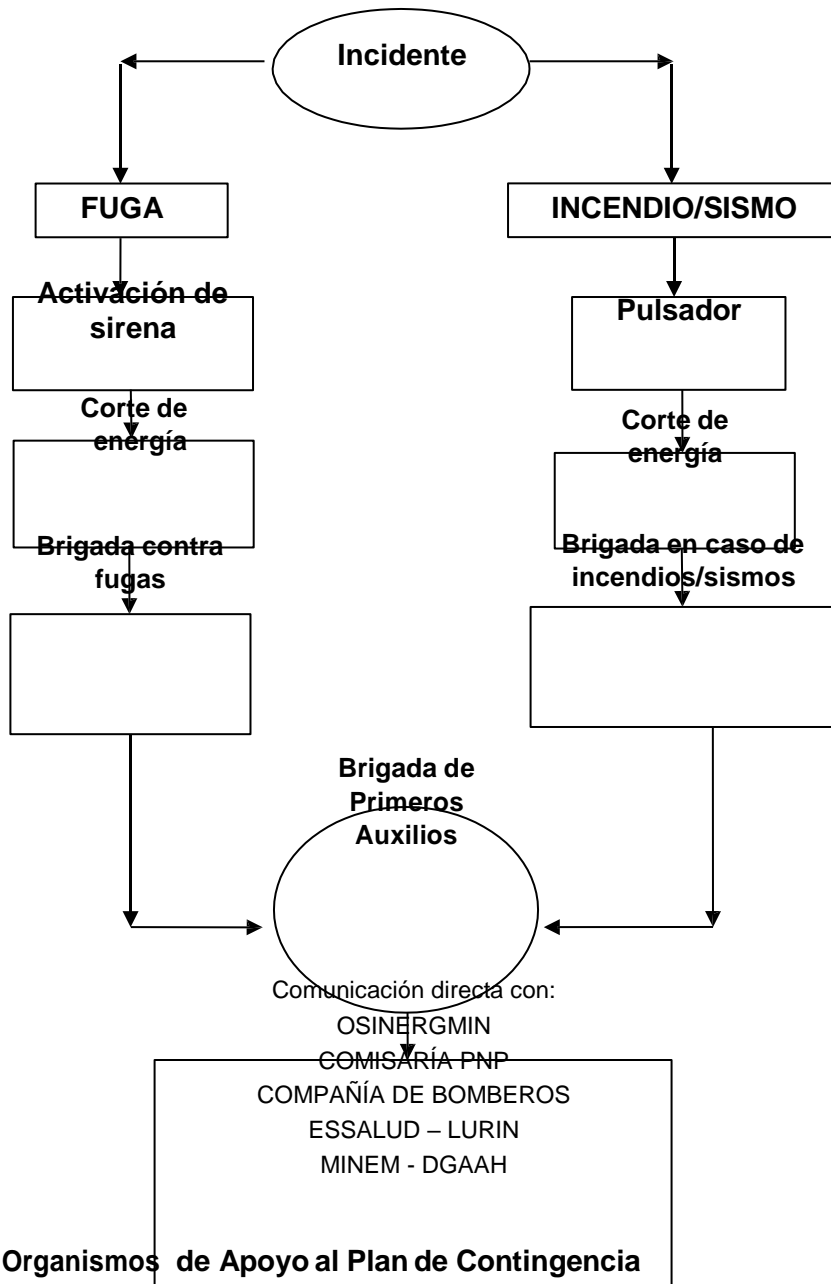 Incidente
FUGA
INCENDIO/SISMO
Activación de
sirena
Pulsador
Corte de
energía
Corte de
energía
Brigada contra
fugas
Brigada en caso de
incendios/sismos
Brigada de
Primeros
Auxilios
Comunicación directa con:
OSINERGMIN
COMISARÍA PNP
COMPAÑÍA DE BOMBEROS
ESSALUD – LURIN
MINEM - DGAAH
Organismos de Apoyo al Plan de Contingencia